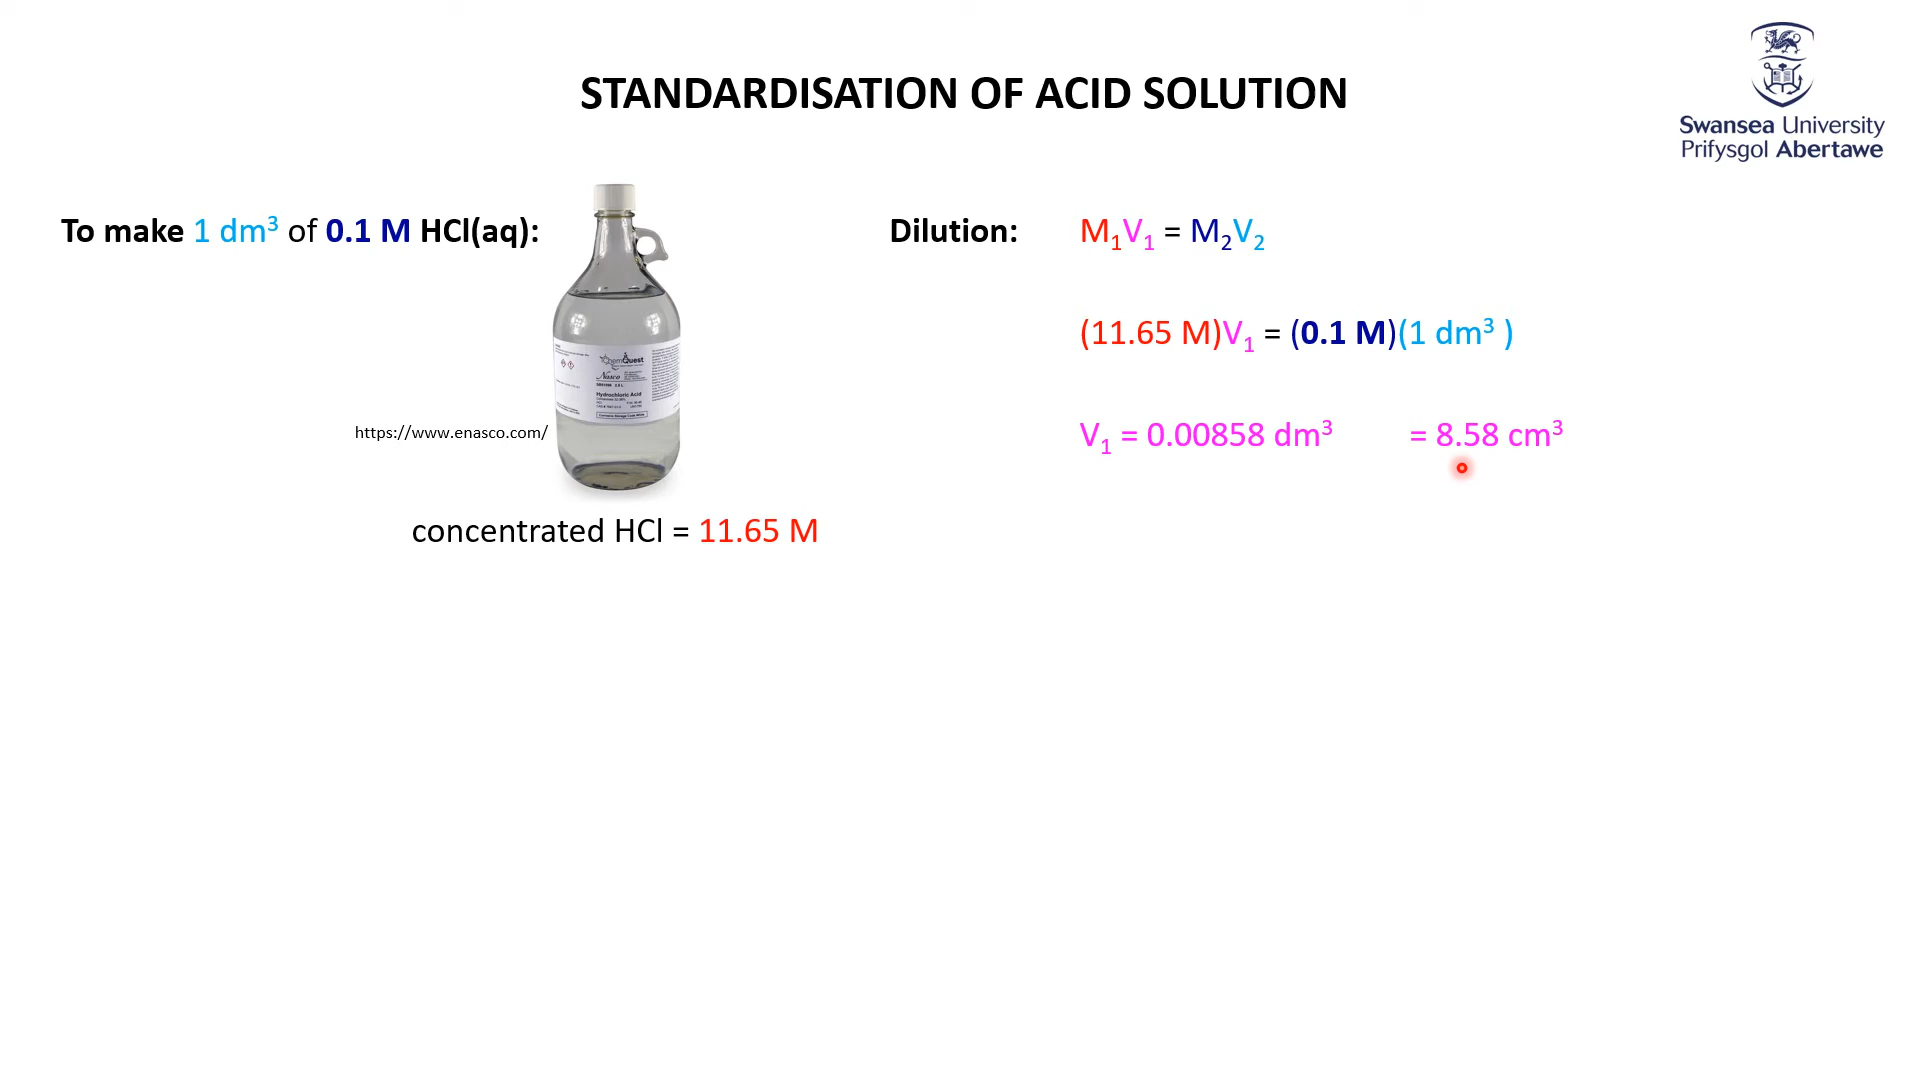 STANDARDISATION OF ACID SOLUTION
Swansea University
Prifysgol Abertawe
To make 1 dm³ of 0.1 M HCl(aq):
Dilution: M₁V₁ = M₂V₂
(11.65 M)V₁ = (0.1 M)(1 dm³ )
ChemQuest
Nasco
Hydrochloric Acid
https://www.enasco.com/
V₁ = 0.00858 dm³ = 8.58 cm³
concentrated HCl = 11.65 M